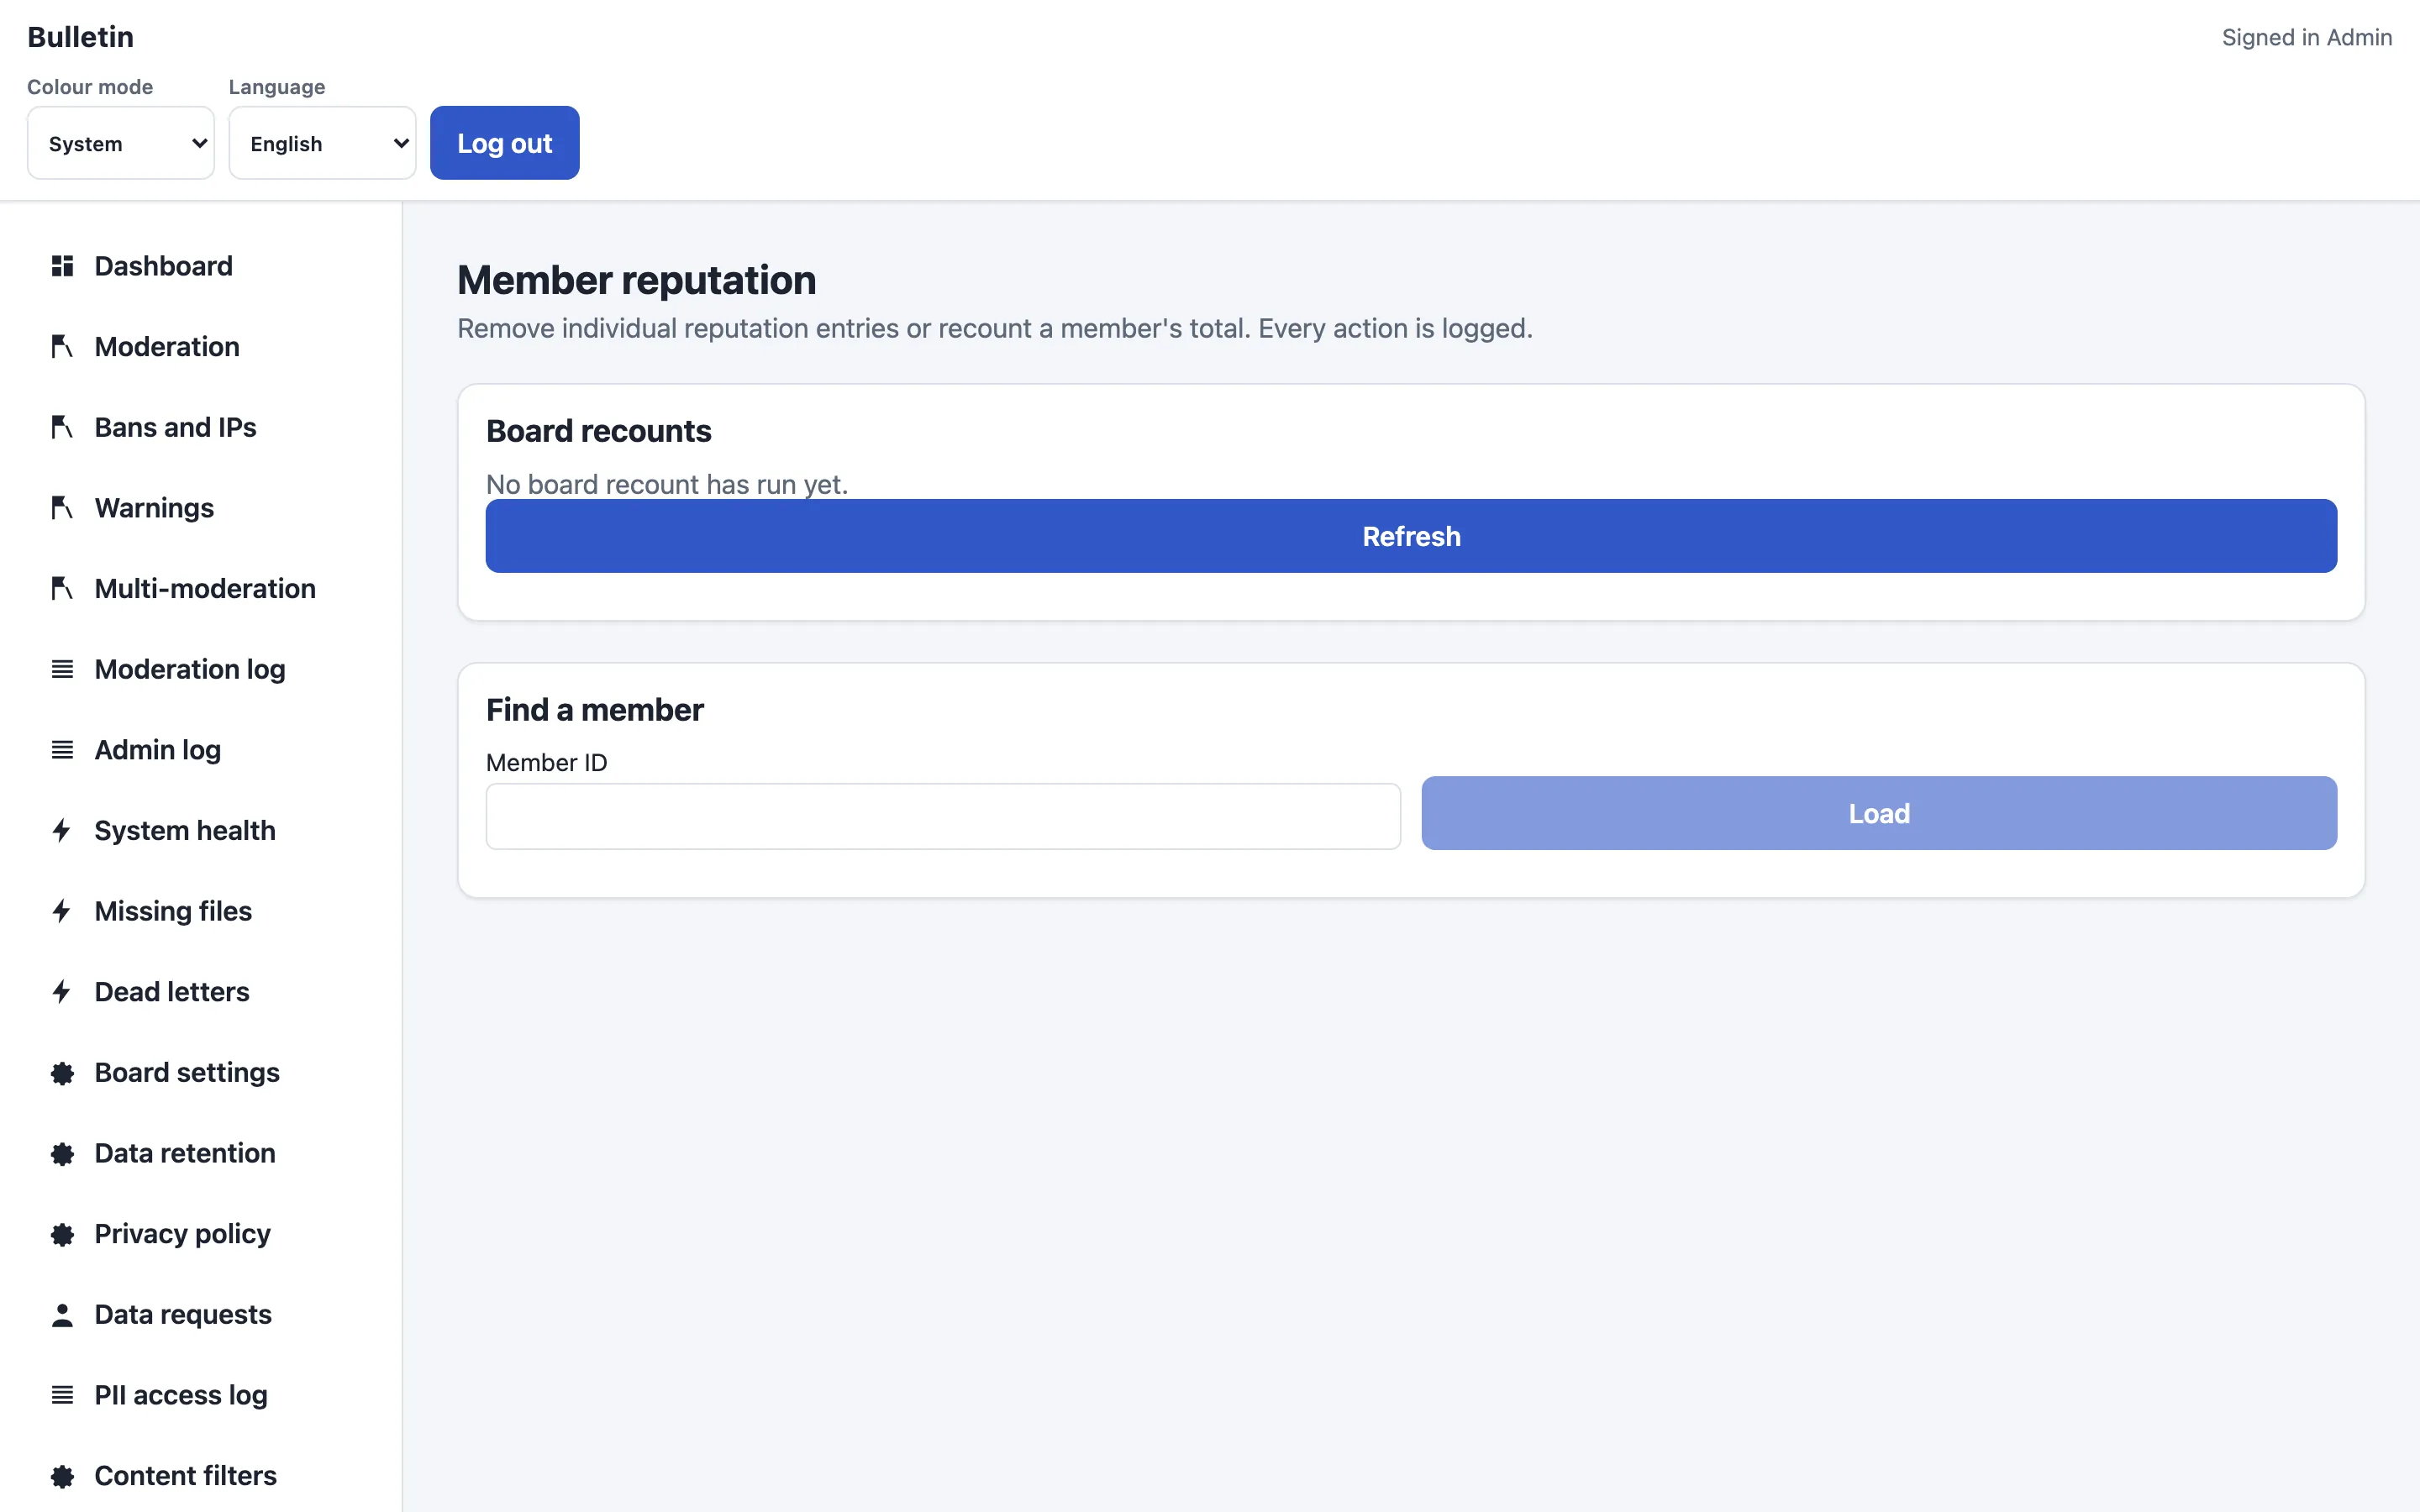 Bulletin
Signed in Admin
Colour mode
Language
System
English
Log out
Dashboard
Moderation
Bans and IPs
Warnings
Multi-moderation
Moderation log
Admin log
System health
Missing files
Dead letters
Board settings
Data retention
Privacy policy
Data requests
PII access log
Content filters
Member reputation
Remove individual reputation entries or recount a member's total. Every action is logged.
Board recounts
No board recount has run yet.
Refresh
Find a member
Member ID
Load